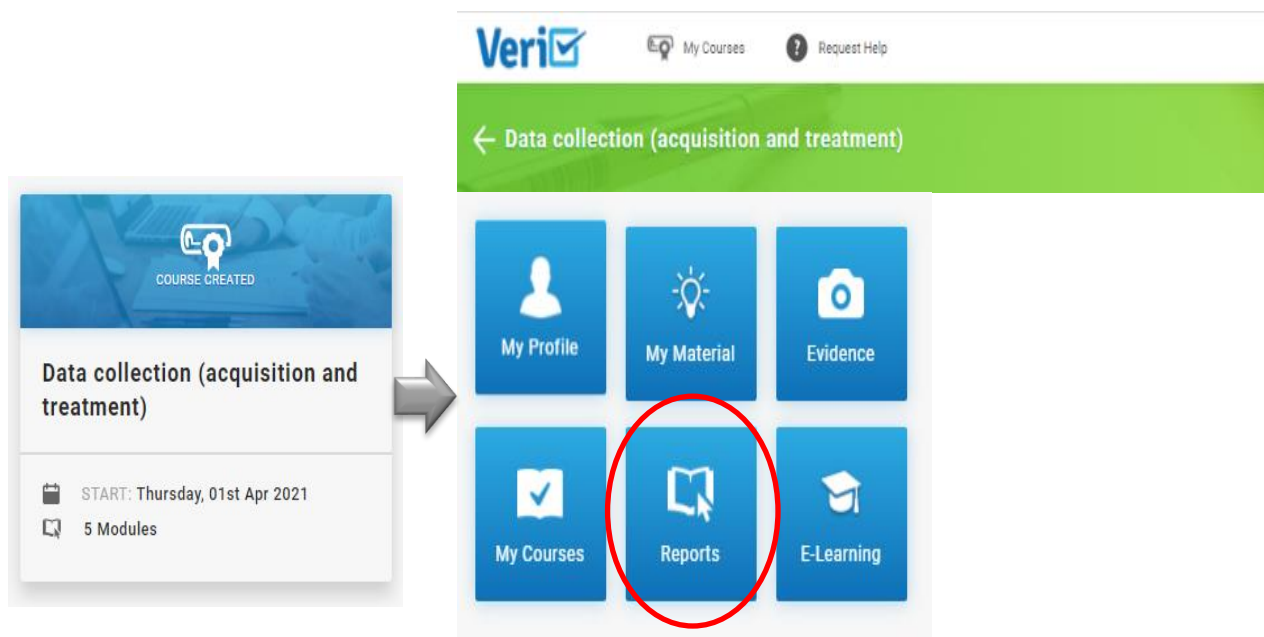 Veri
My Courses
Request Help
Data collection (acquisition and treatment)
COURSE CREATED
Data collection (acquisition and
treatment)
START: Thursday, 01st Apr 2021
5 Modules
My Profile
My Material
Evidence
My Courses
Reports
E-Learning